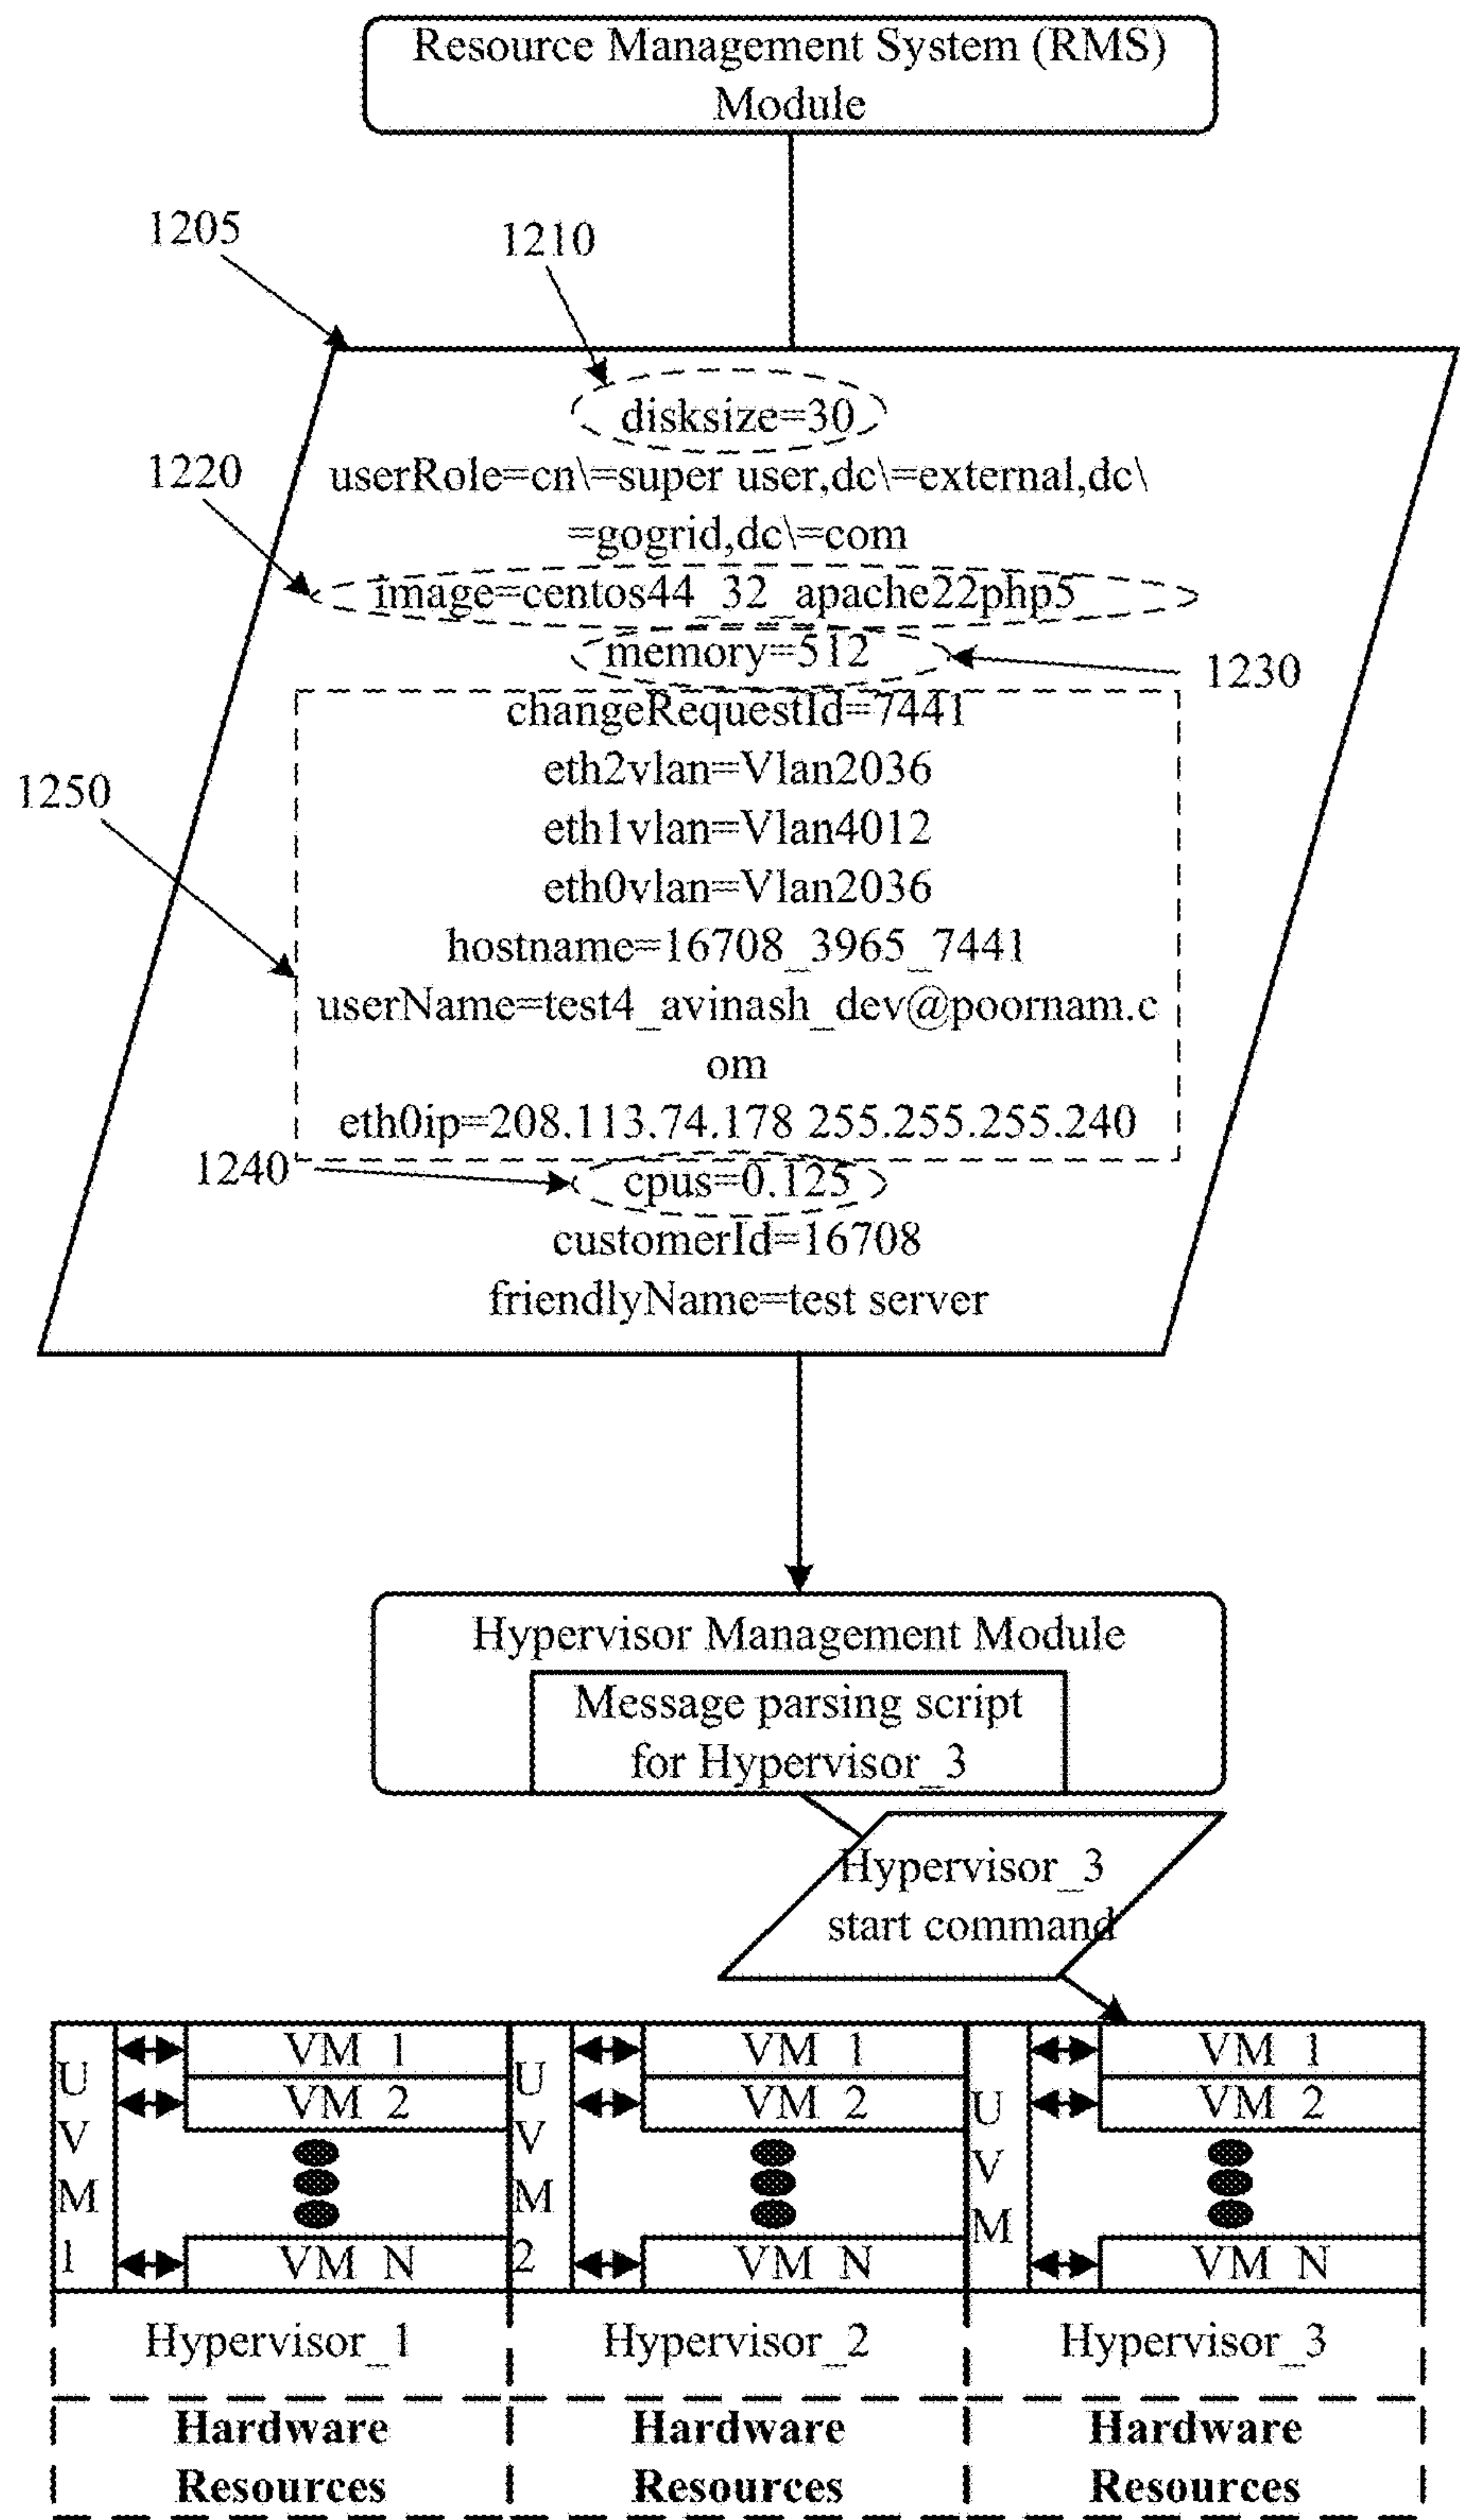 Resource Management System (RMS)
Module
1205
1210
disksize=30
1220
userRole=cn\=super user,dc\=external,dc\
=gogrid,dc\=com
image=centos44_32_apache22php5
memory=512
1230
changeRequestId=7441
eth2vlan=Vlan2036
1250
eth1vlan=Vlan4012
eth0vlan=Vlan2036
hostname=16708_3965_7441
userName=test4_avinash_dev@poornam.c
om
eth0ip=208.113.74.178 255.255.255.240
1240
cpus=0.125
customerId=16708
friendlyName=test server
Hypervisor Management Module
Message parsing script
for Hypervisor_3
Hypervisor_3
start command
UVM1
VM_1
VM_2
VM_N
UVM2
VM_1
VM_2
VM_N
UVM
VM_1
VM_2
VM_N
Hypervisor_1
Hypervisor_2
Hypervisor_3
Hardware
Resources
Hardware
Resources
Hardware
Resources